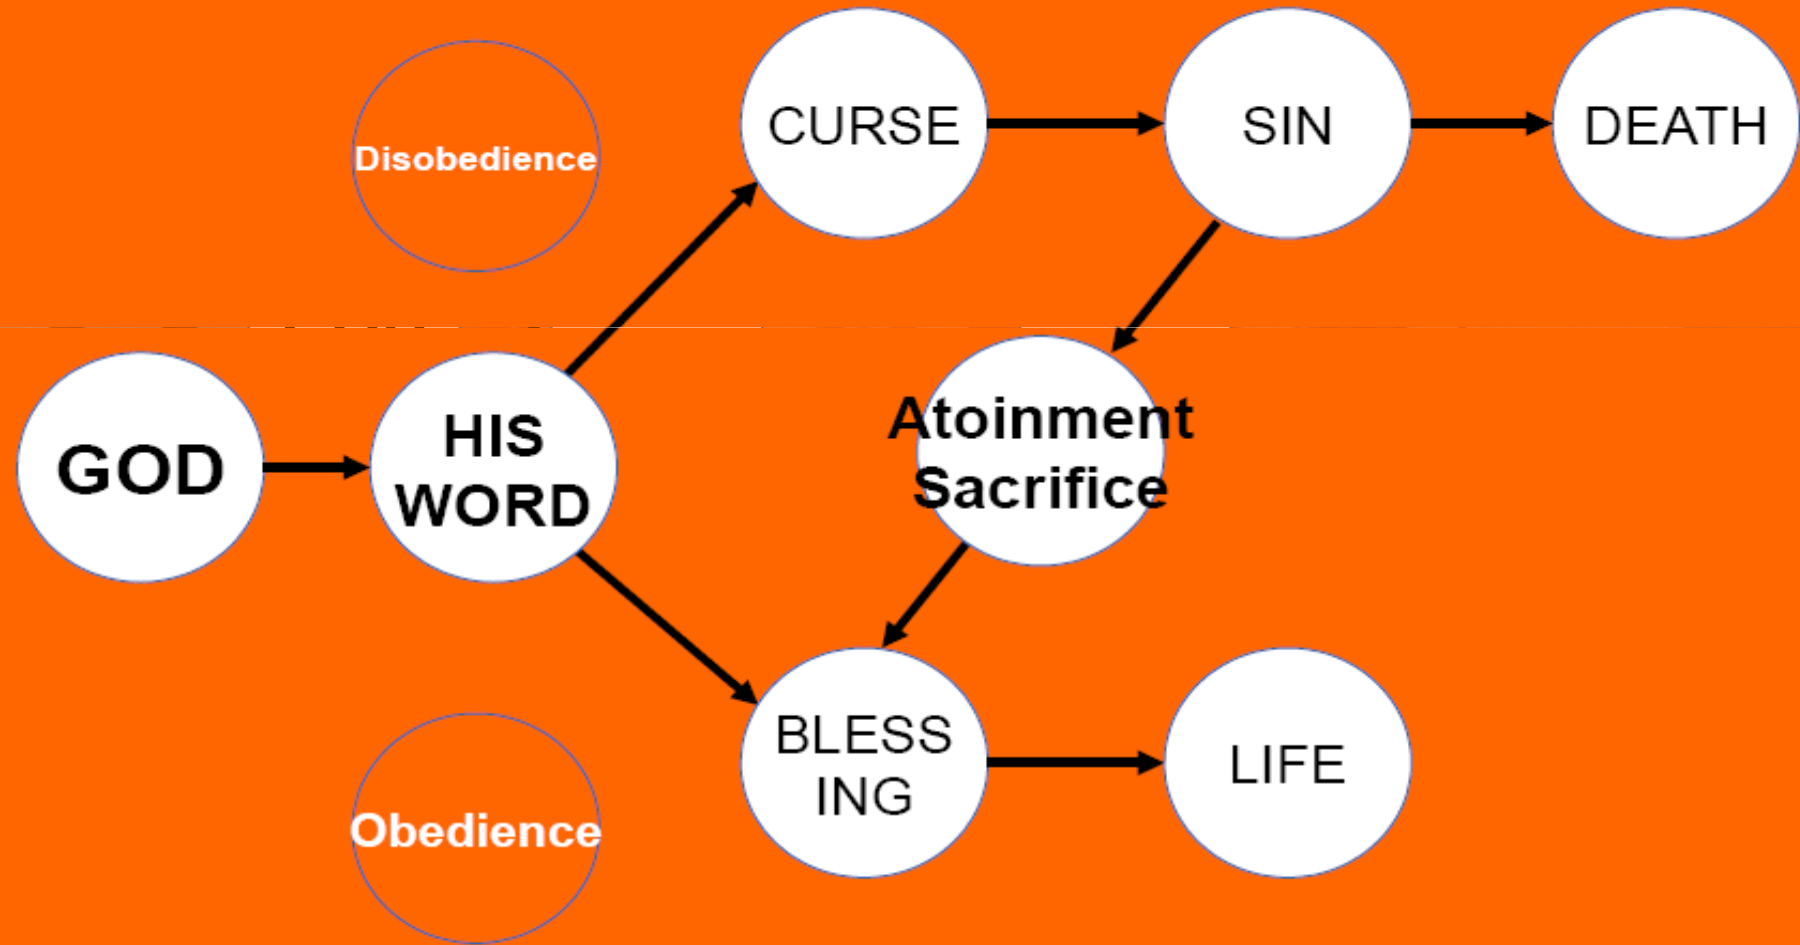 Disobedience
CURSE
SIN
DEATH
GOD
HIS
WORD
Atoinment
Sacrifice
BLESS
ING
LIFE
Obedience